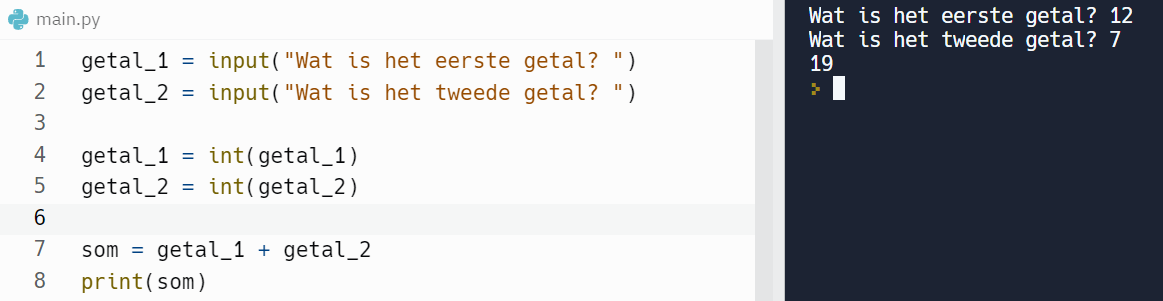 main.py
1 getal_1 = input("Wat is het eerste getal? ")
2 getal_2 = input("Wat is het tweede getal? ")
3
4 getal_1 = int(getal_1)
5 getal_2 = int(getal_2)
6
7 som = getal_1 + getal_2
8 print(som)
Wat is het eerste getal? 12
Wat is het tweede getal? 7
19
>